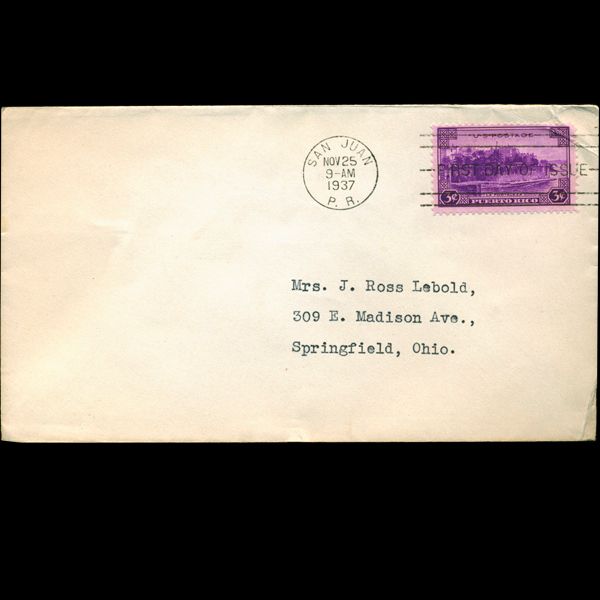 SAN JUAN
NOV 25
9-AM
1937
P. R.
U·S·POSTAGE
FIRST DAY OF ISSUE
3¢ PUERTO RICO 3¢
Mrs. J. Ross Lebold,
309 E. Madison Ave.,
Springfield, Ohio.